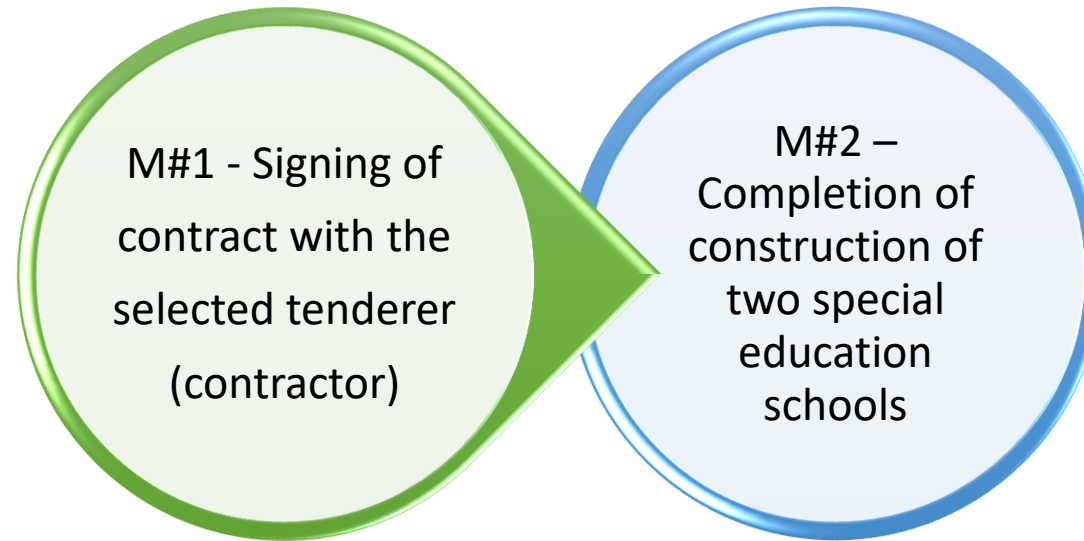 M#1 - Signing of
contract with the
selected tenderer
(contractor)
M#2 –
Completion of
construction of
two special
education
schools